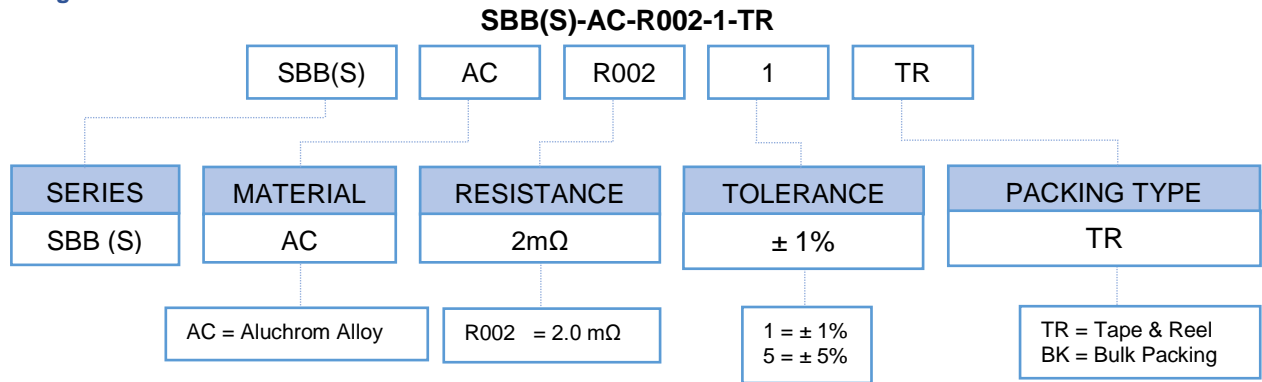 SBB(S)-AC-R002-1-TR
SBB(S) AC R002 1 TR
SERIES MATERIAL RESISTANCE TOLERANCE PACKING TYPE
SBB (S) AC 2mΩ ± 1% TR
AC = Aluchrom Alloy
R002 = 2.0 mΩ
1 = ± 1%
5 = ± 5%
TR = Tape & Reel
BK = Bulk Packing